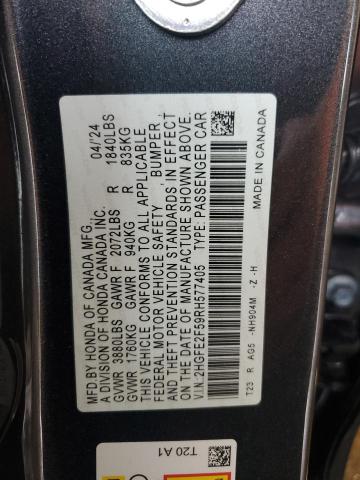 MFD BY HONDA OF CANADA MFG. 04/24
A DIVISION OF HONDA CANADA INC.
GVWR 3880LBS GAWR F 2072LBS R 1840LBS
GVWR 1760KG GAWR F 940KG R 835KG
THIS VEHICLE CONFORMS TO ALL APPLICABLE
FEDERAL MOTOR VEHICLE SAFETY, BUMPER,
AND THEFT PREVENTION STANDARDS IN EFFECT
ON THE DATE OF MANUFACTURE SHOWN ABOVE.
V.I.N.:2HGFE2F59RH577405 TYPE: PASSENGER CAR
MADE IN CANADA
T23 R AG5 -NH904M -Z -H
T20 A1